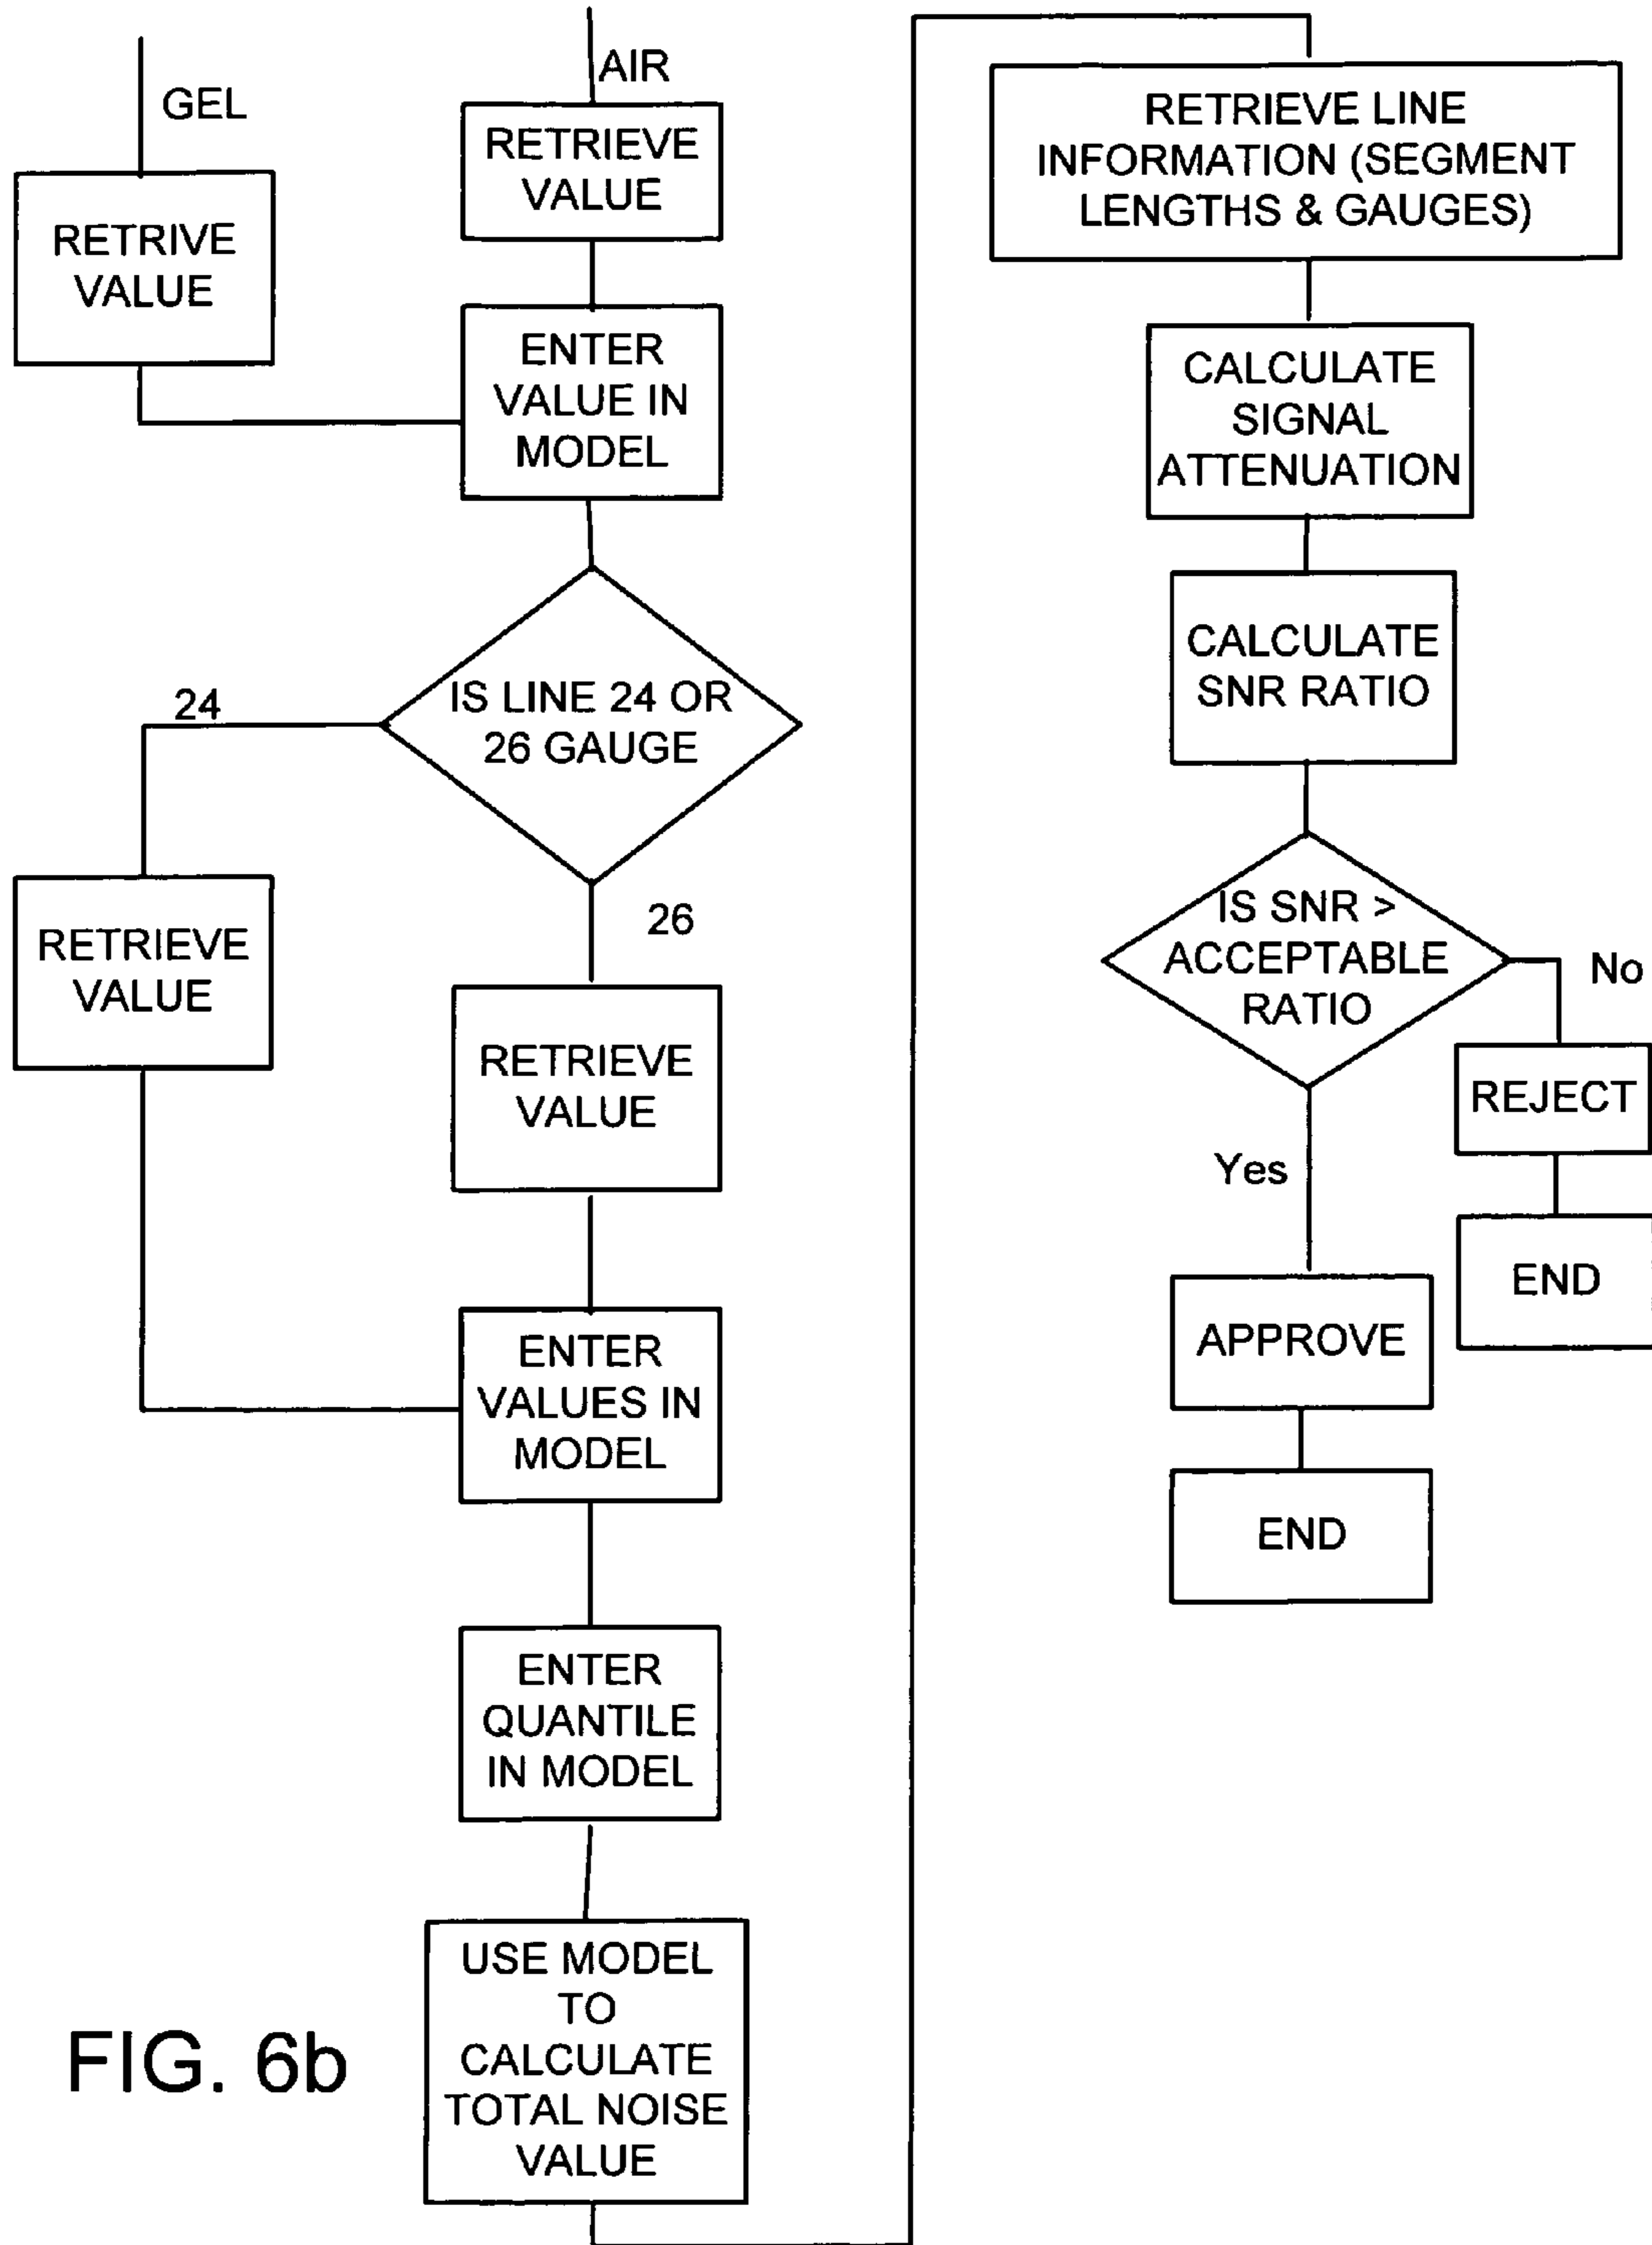 GEL
AIR
RETRIVE
VALUE
RETRIEVE
VALUE
ENTER
VALUE IN
MODEL
IS LINE 24 OR
26 GAUGE
24
26
RETRIEVE
VALUE
RETRIEVE
VALUE
ENTER
VALUES IN
MODEL
ENTER
QUANTILE
IN MODEL
USE MODEL
TO
CALCULATE
TOTAL NOISE
VALUE
RETRIEVE LINE
INFORMATION (SEGMENT
LENGTHS & GAUGES)
CALCULATE
SIGNAL
ATTENUATION
CALCULATE
SNR RATIO
IS SNR >
ACCEPTABLE
RATIO
No
REJECT
END
Yes
APPROVE
END
FIG. 6b